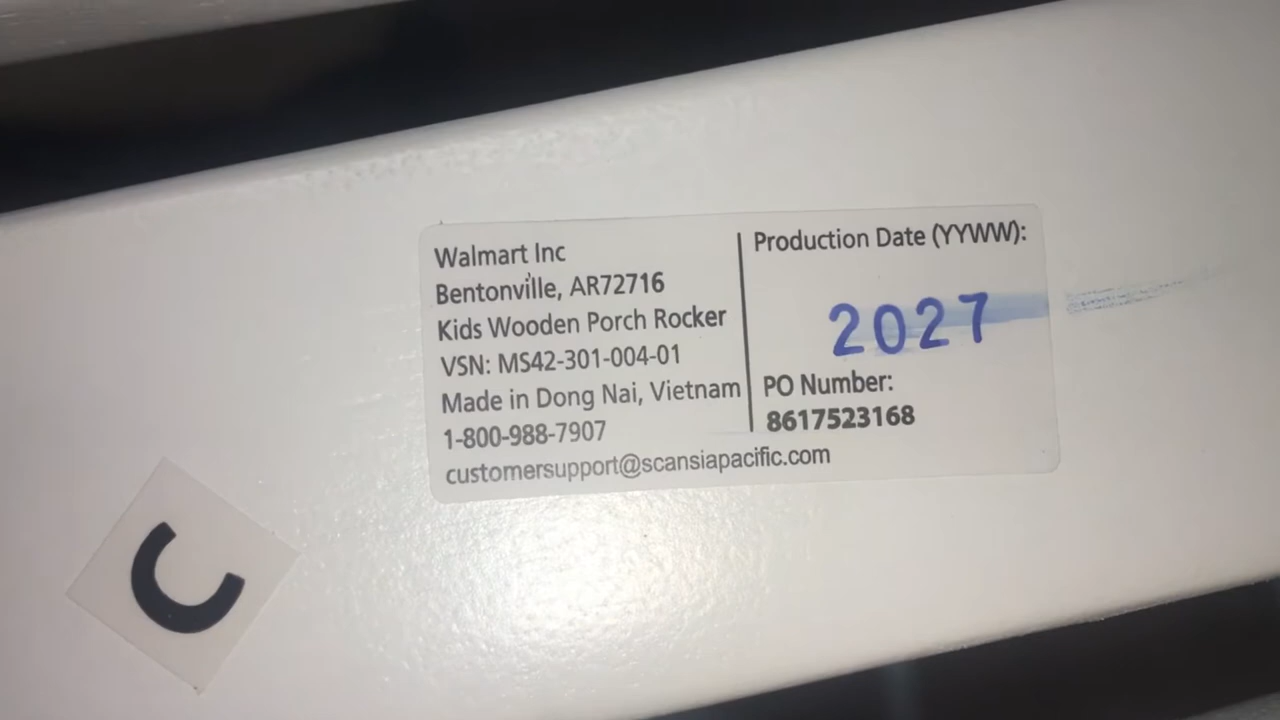 Walmart Inc
Bentonville, AR72716
Kids Wooden Porch Rocker
VSN: MS42-301-004-01
Made in Dong Nai, Vietnam
1-800-988-7907
customersupport@scansiapacific.com
Production Date (YYWW):
2027
PO Number:
8617523168
C